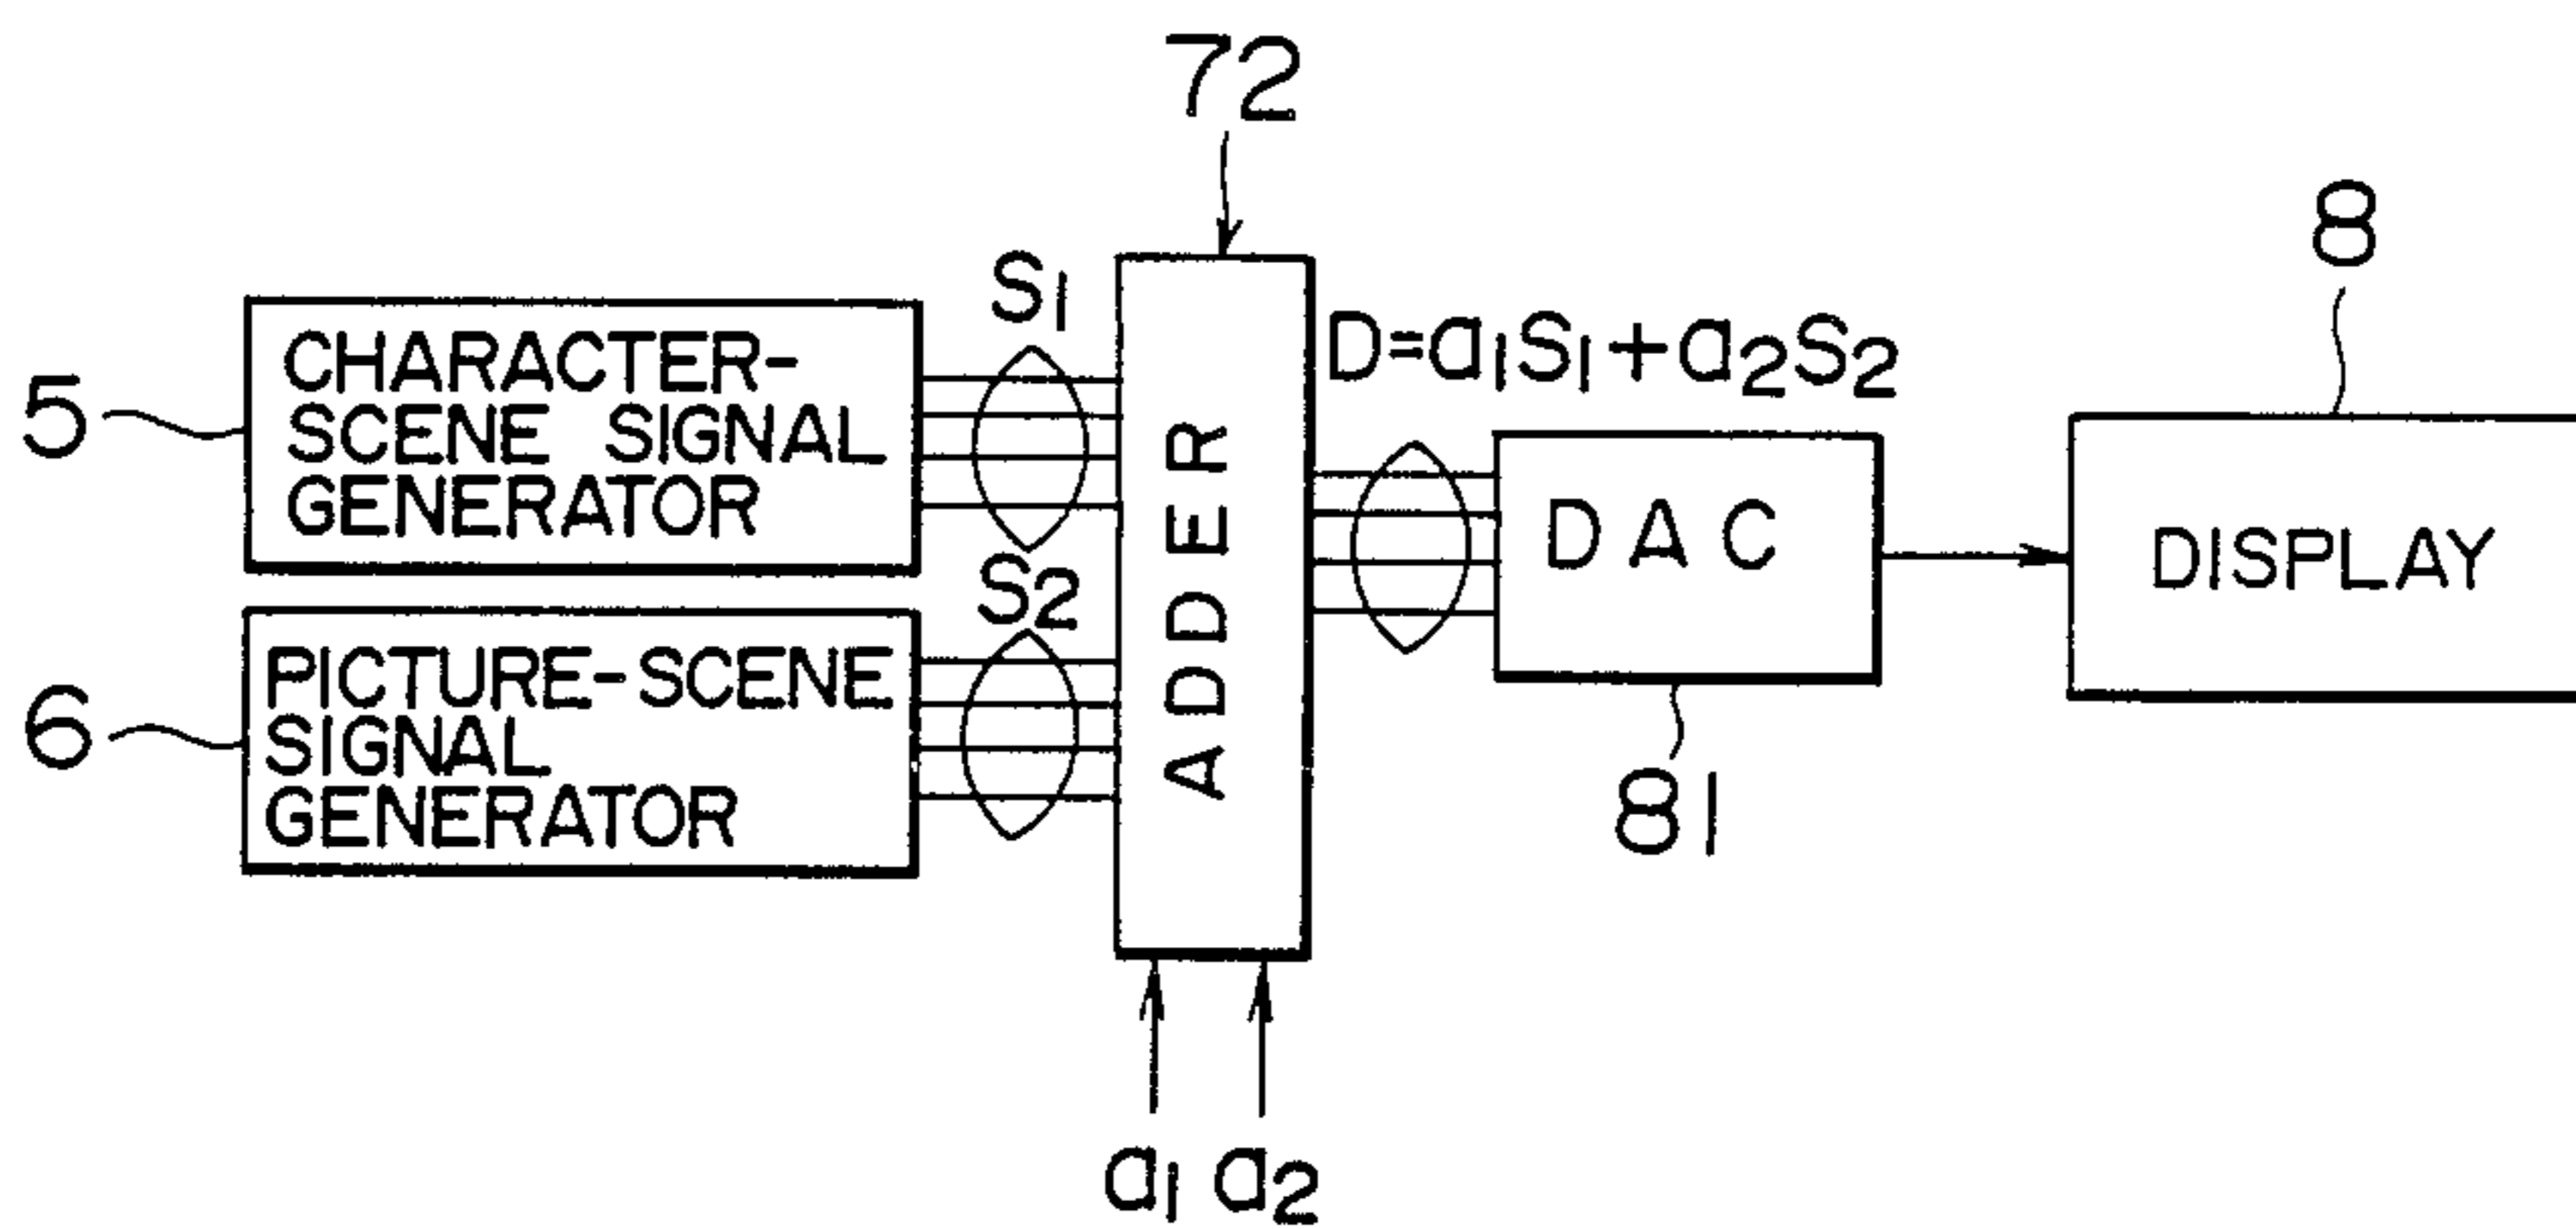 72
5
CHARACTER-
SCENE SIGNAL
GENERATOR
S1
6
PICTURE-SCENE
SIGNAL
GENERATOR
S2
ADDER
a1 a2
D=a1S1+a2S2
DAC
81
8
DISPLAY